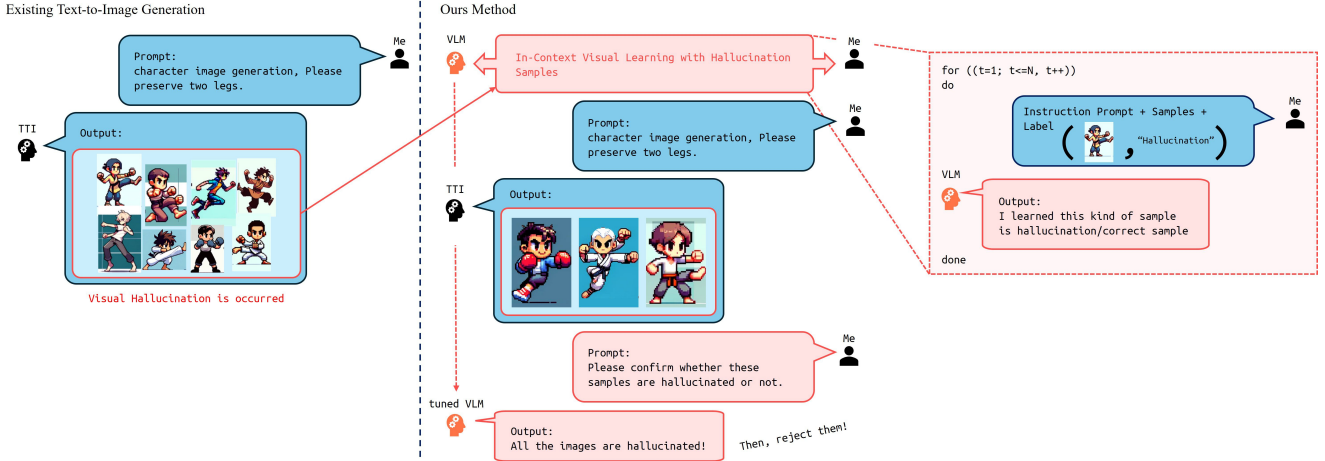 Existing Text-to-Image Generation
Me
Prompt:
character image generation, Please
preserve two legs.
TTI
Output:
Visual Hallucination is occurred
Ours Method
VLM
In-Context Visual Learning with Hallucination
Samples
Me
Me
Prompt:
character image generation, Please
preserve two legs.
TTI
Output:
Me
Prompt:
Please confirm whether these
samples are hallucinated or not.
tuned VLM
Output:
All the images are hallucinated!
Then, reject them!
for ((t=1; t<=N, t++))
do
Me
Instruction Prompt + Samples +
Label
( , “Hallucination”)
VLM
Output:
I learned this kind of sample
is hallucination/correct sample
done